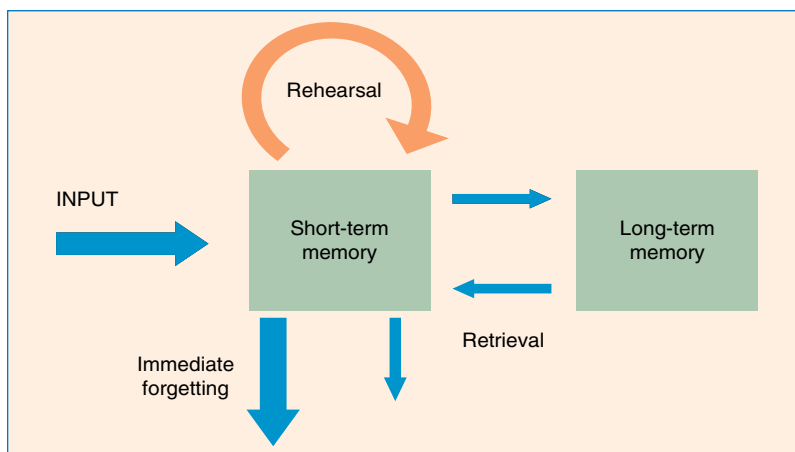 Rehearsal
INPUT
Short-term
memory
Long-term
memory
Immediate
forgetting
Retrieval